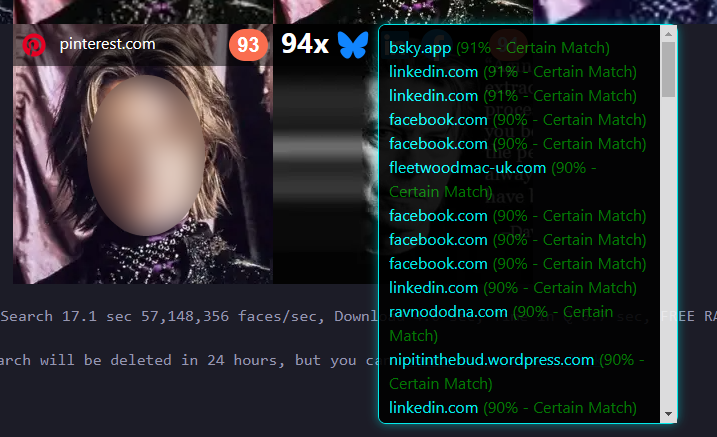 pinterest.com
93
94x
bsky.app (91% - Certain Match)
linkedin.com (91% - Certain Match)
linkedin.com (91% - Certain Match)
facebook.com (90% - Certain Match)
facebook.com (90% - Certain Match)
fleetwoodmac-uk.com (90% -
Certain Match)
facebook.com (90% - Certain Match)
facebook.com (90% - Certain Match)
facebook.com (90% - Certain Match)
linkedin.com (90% - Certain Match)
ravnododna.com (90% - Certain
Match)
nipitinthebud.wordpress.com (90% -
Certain Match)
linkedin.com (90% - Certain Match)
Search 17.1 sec 57,148,356 faces/sec, Downlo sec, FREE RA
arch will be deleted in 24 hours, but you ca